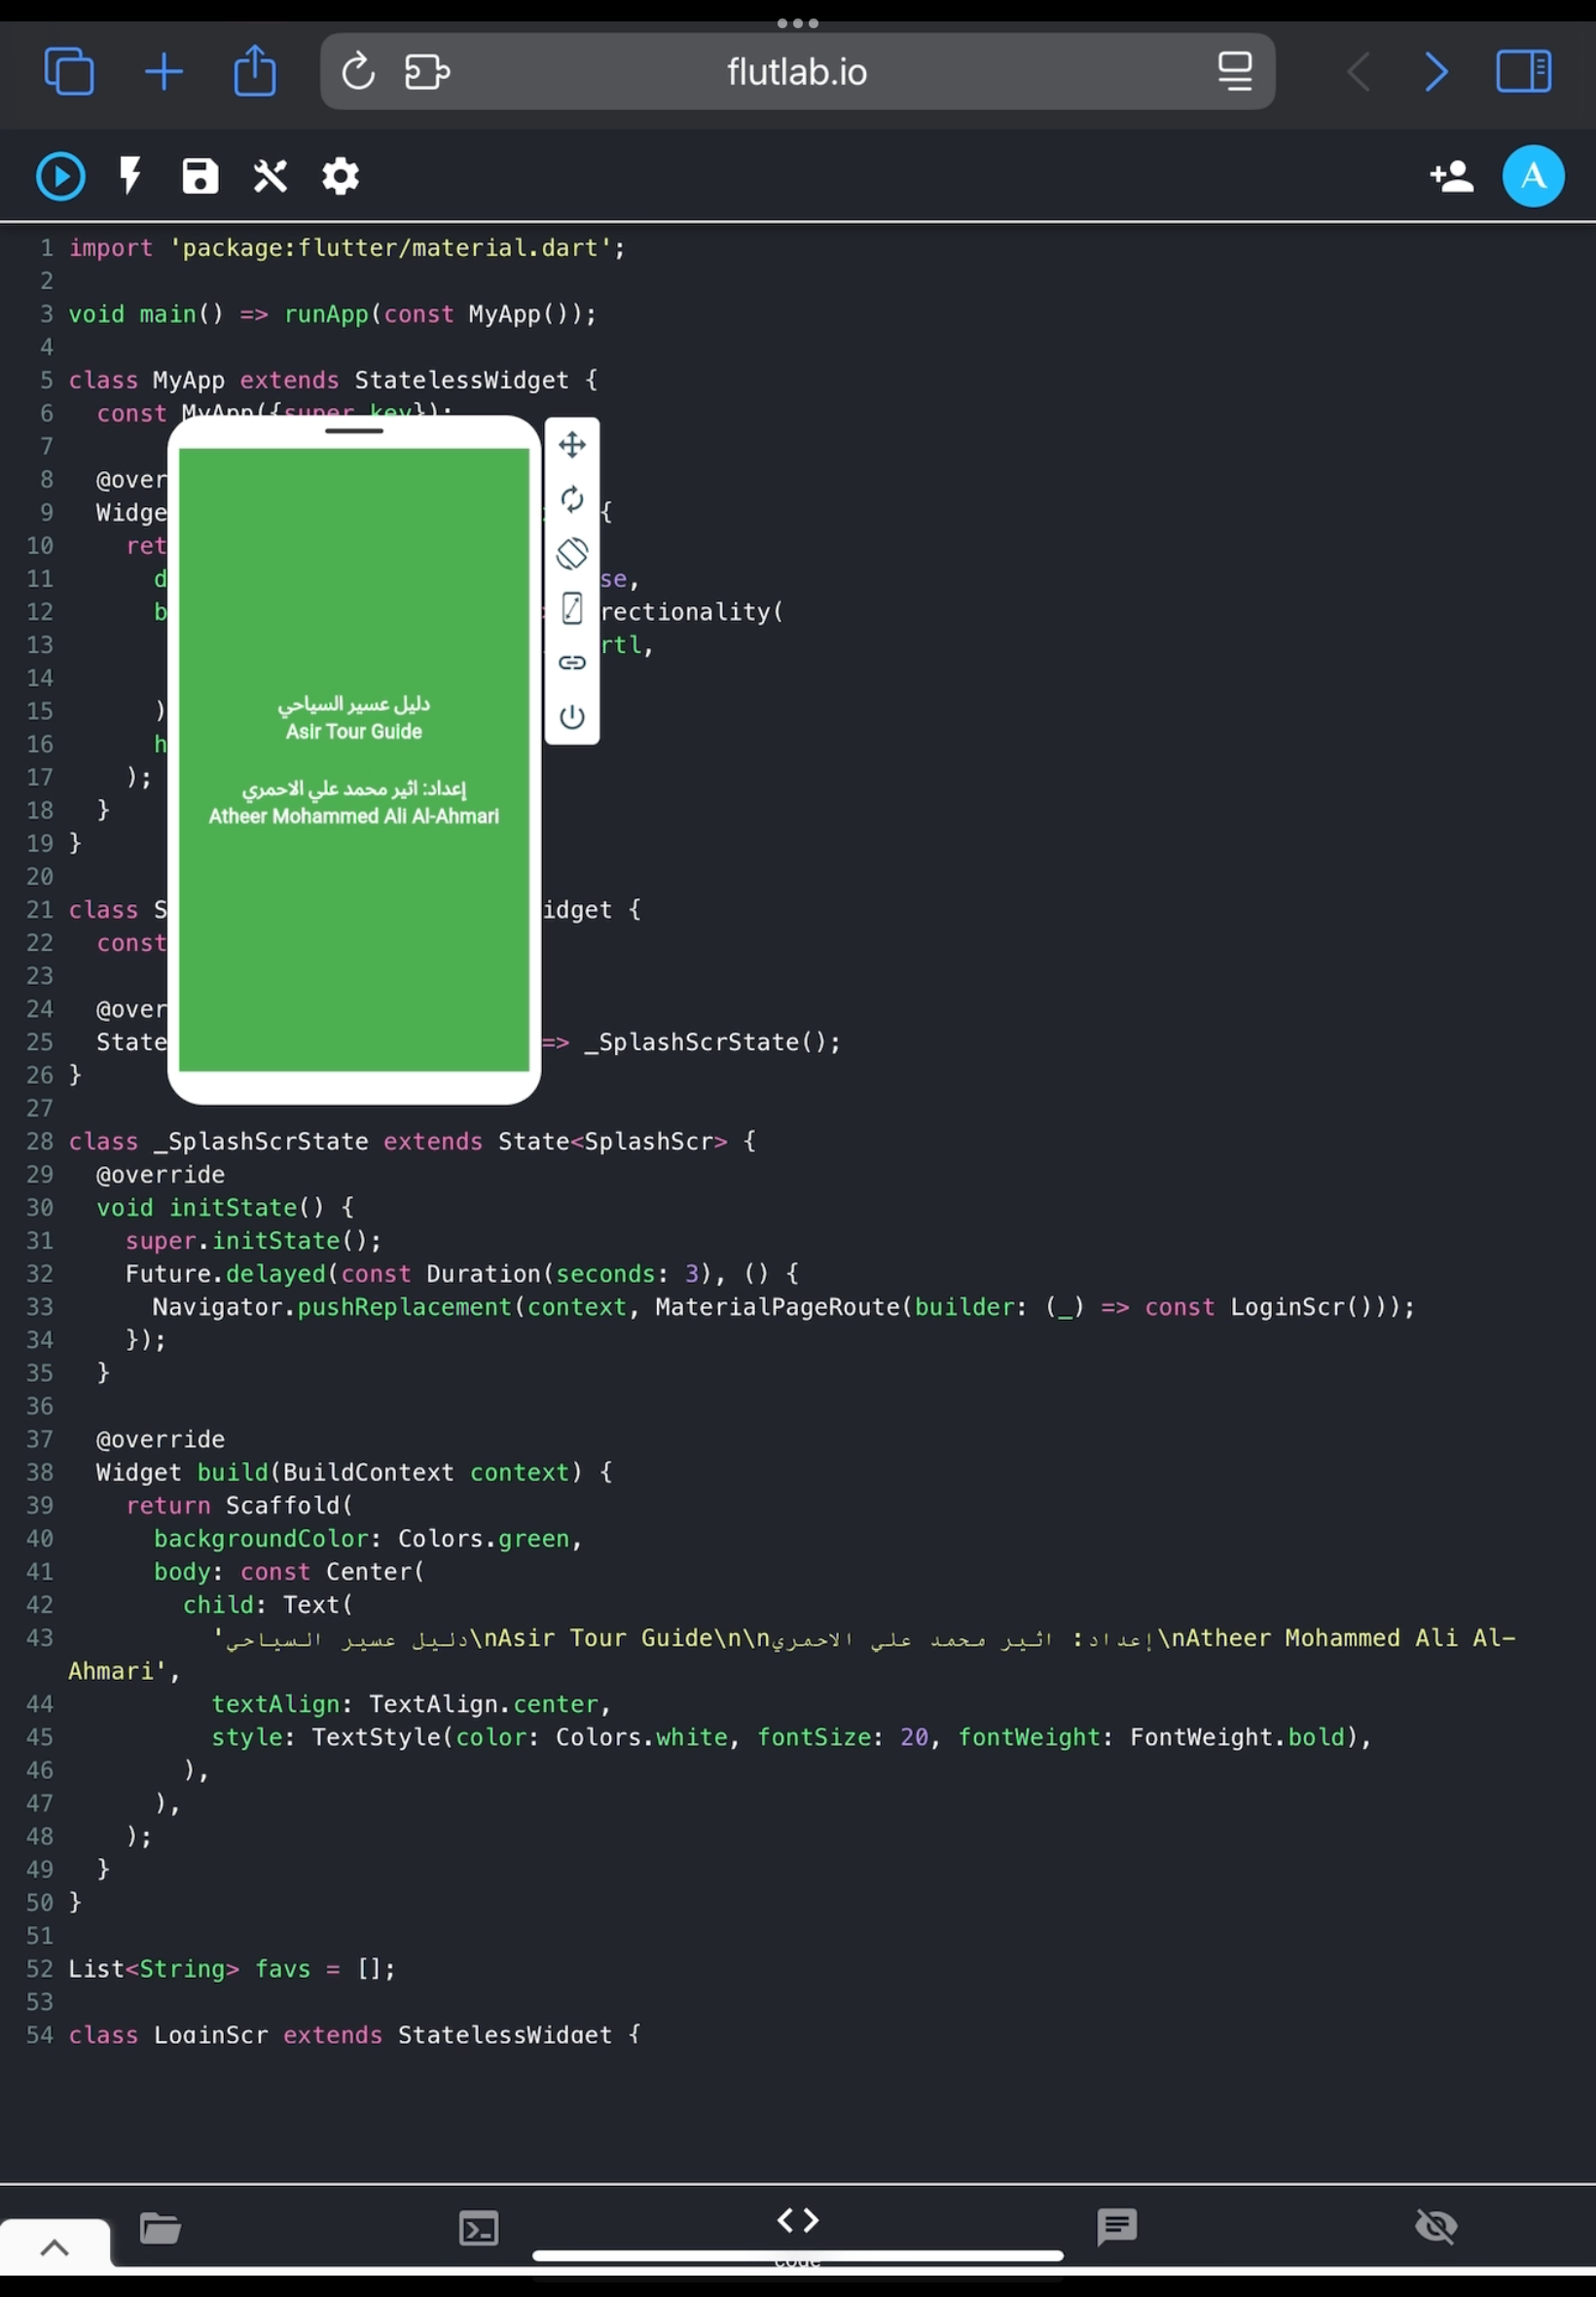 flutlab.io
A
1 import 'package:flutter/material.dart';
2
3 void main() => runApp(const MyApp());
4
5 class MyApp extends StatelessWidget {
6 const MyApp({super.key});
7
8 @over
9 Widge {
10 ret
11 d se,
12 b rectionality(
13 rtl,
14
15 )
16 h
17 );
18 }
19 }
20
21 class S idget {
22 const
23
24 @over
25 State => _SplashScrState();
26 }
27
28 class _SplashScrState extends State<SplashScr> {
29 @override
30 void initState() {
31 super.initState();
32 Future.delayed(const Duration(seconds: 3), () {
33 Navigator.pushReplacement(context, MaterialPageRoute(builder: (_) => const LoginScr()));
34 });
35 }
36
37 @override
38 Widget build(BuildContext context) {
39 return Scaffold(
40 backgroundColor: Colors.green,
41 body: const Center(
42 child: Text(
43 'دليل عسير السياحي\nAsir Tour Guide\n\nإعداد: اثير محمد علي الاحمري\nAtheer Mohammed Ali Al-
Ahmari',
44 textAlign: TextAlign.center,
45 style: TextStyle(color: Colors.white, fontSize: 20, fontWeight: FontWeight.bold),
46 ),
47 ),
48 );
49 }
50 }
51
52 List<String> favs = [];
53
54 class LoginScr extends StatelessWidget {
دليل عسير السياحي
Asir Tour Guide
إعداد: اثير محمد علي الاحمري
Atheer Mohammed Ali Al-Ahmari
code